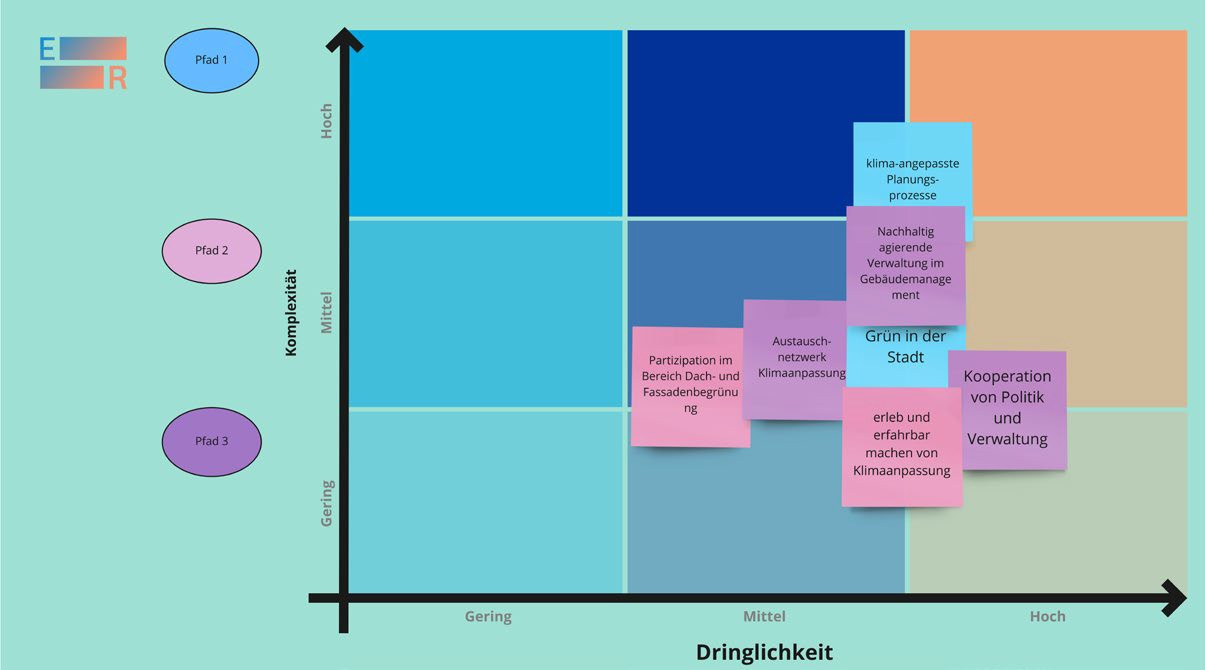 E
R
Pfad 1
Pfad 2
Pfad 3
Komplexität
Hoch
Mittel
Gering
klima-angepasste
Planungs-
prozesse
Nachhaltig
agierende
Verwaltung im
Gebäudemanage
ment
Grün in der
Stadt
Austausch-
netzwerk
Klimaanpassung
Partizipation im
Bereich Dach- und
Fassadenbegrünu
ng
Kooperation
von Politik
und
Verwaltung
erleb und
erfahrbar
machen von
Klimaanpassung
Gering
Mittel
Hoch
Dringlichkeit